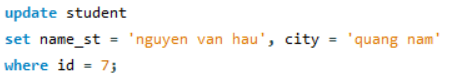 update student
set name_st = 'nguyen van hau', city = 'quang nam'
where id = 7;